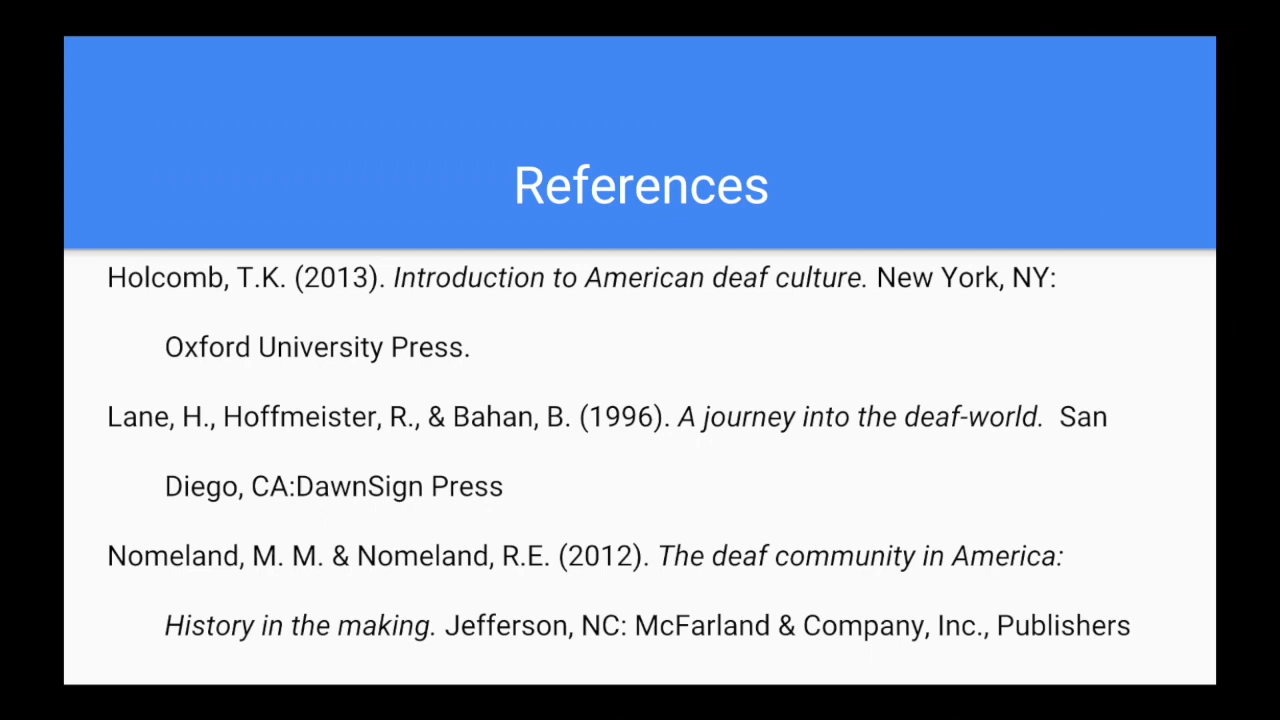 References
Holcomb, T.K. (2013). Introduction to American deaf culture. New York, NY:
Oxford University Press.
Lane, H., Hoffmeister, R., & Bahan, B. (1996). A journey into the deaf-world.  San
Diego, CA:DawnSign Press
Nomeland, M. M. & Nomeland, R.E. (2012). The deaf community in America:
History in the making. Jefferson, NC: McFarland & Company, Inc., Publishers